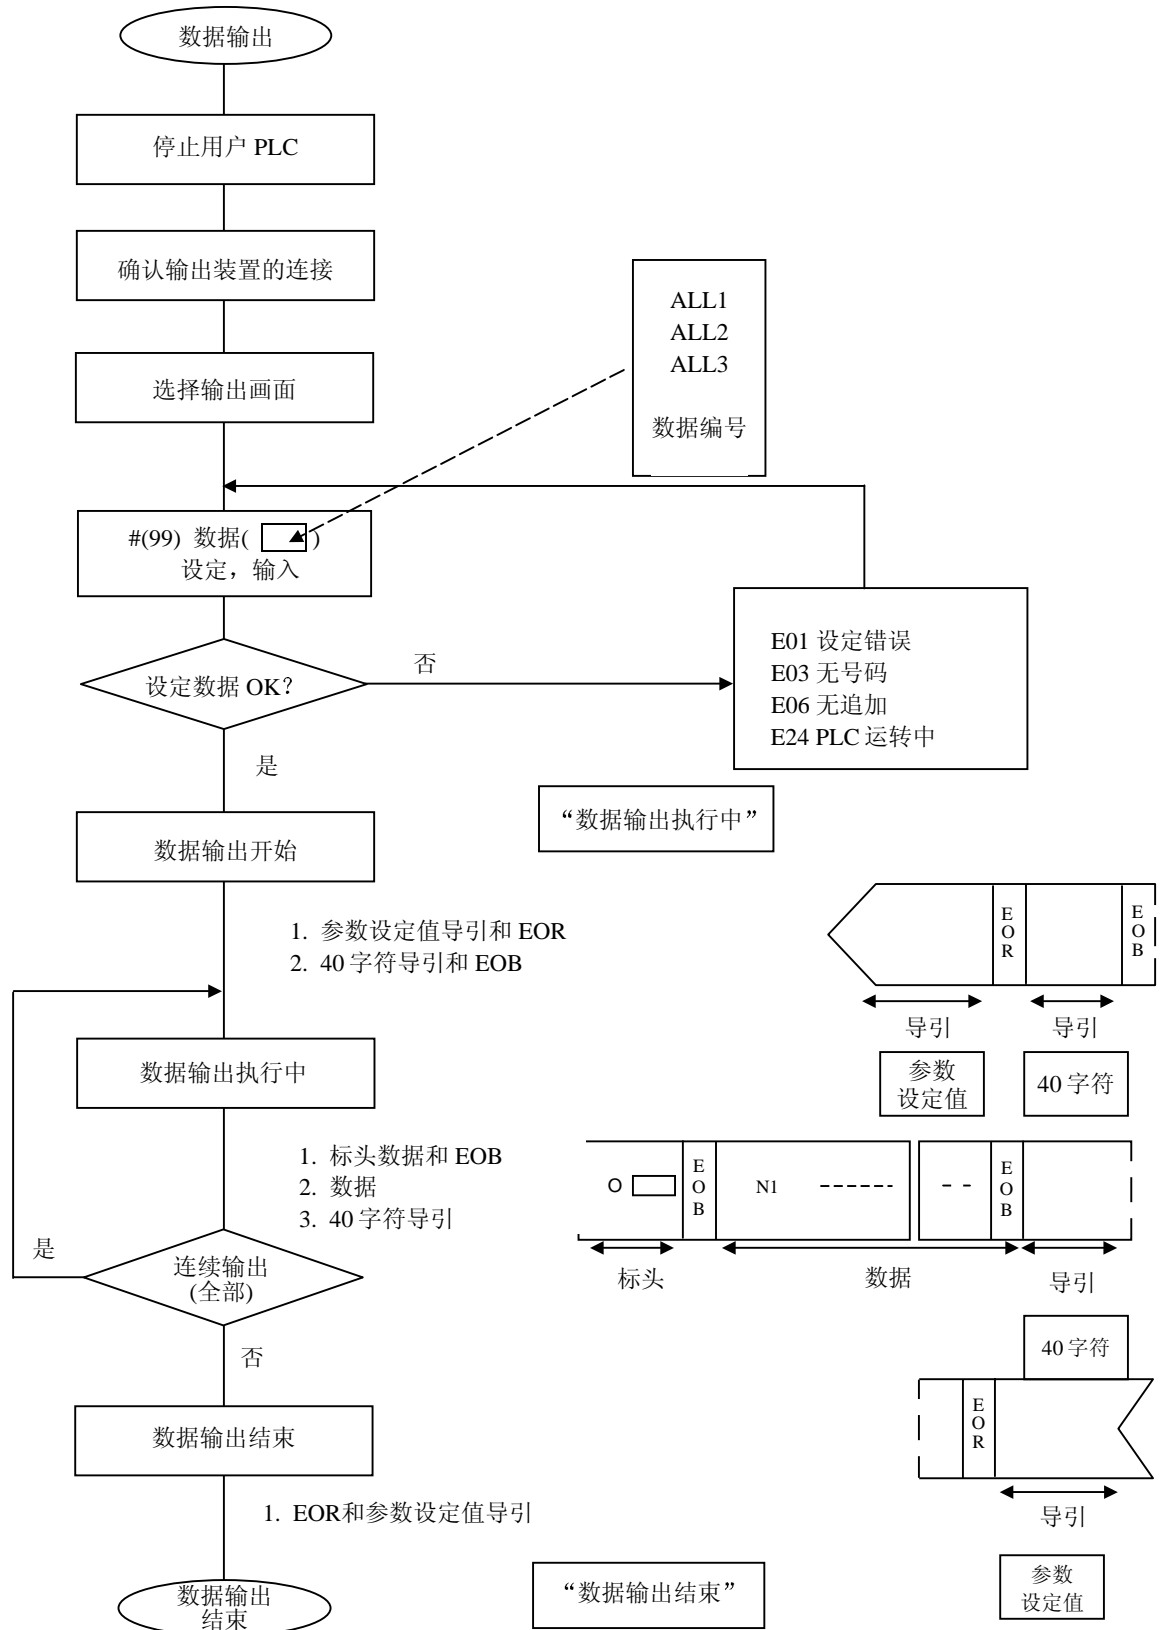 数据输出
停止用户 PLC
确认输出装置的连接
选择输出画面
ALL1
ALL2
ALL3
数据编号
#(99) 数据( )
设定，输入
设定数据 OK?
否
是
E01 设定错误
E03 无号码
E06 无追加
E24 PLC 运转中
“数据输出执行中”
数据输出开始
1. 参数设定值导引和 EOR
2. 40 字符导引和 EOB
EOR
EOB
导引
导引
参数
设定值
40 字符
数据输出执行中
1. 标头数据和 EOB
2. 数据
3. 40 字符导引
O
EOB
N1 ------
- -
EOB
标头
数据
导引
40 字符
是
连续输出
(全部)
否
数据输出结束
EOR
导引
参数
设定值
1. EOR和参数设定值导引
数据输出
结束
“数据输出结束”